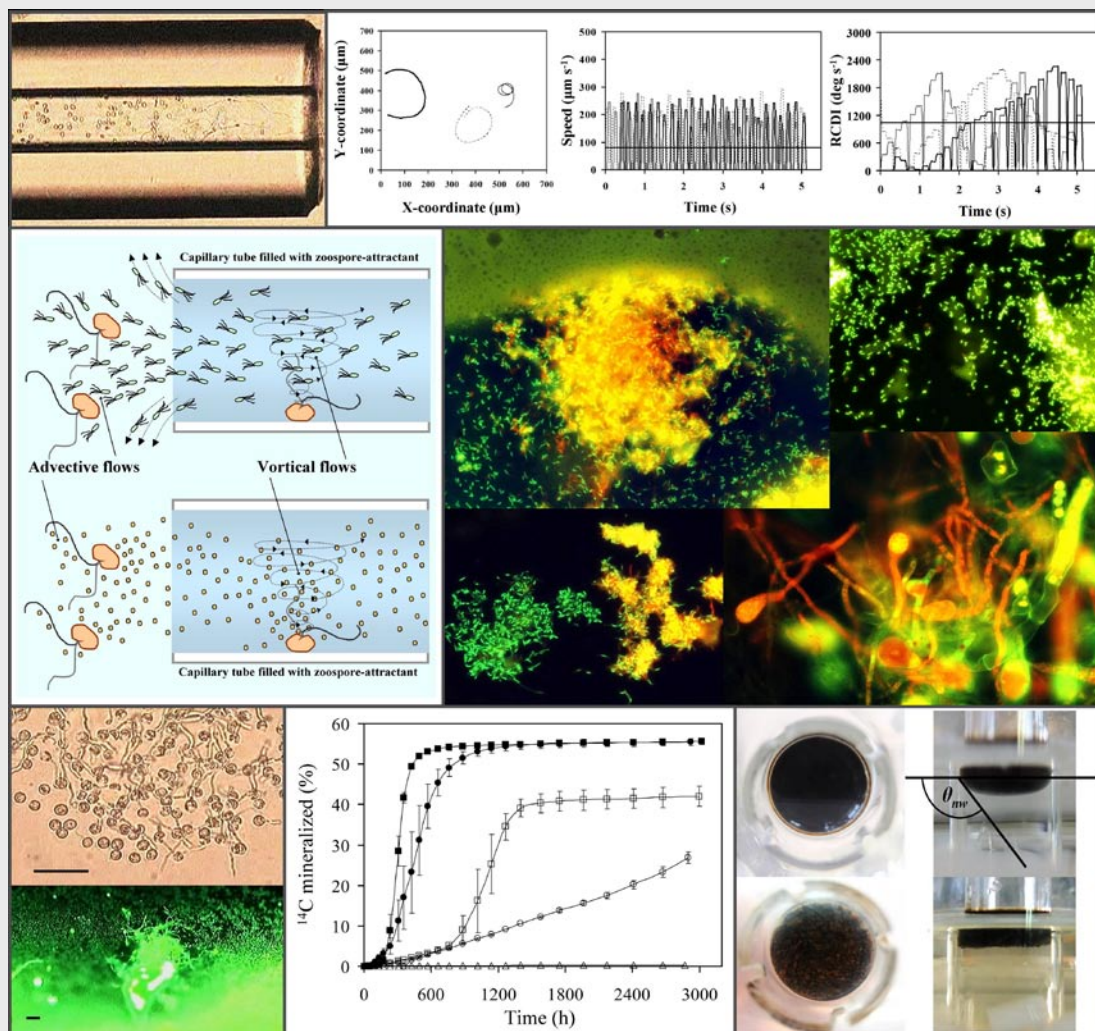 700
600
500
400
300
200
100
0
Y-coordinate (µm)
0 100 200 300 400 500 600 700
X-coordinate (µm)
500
400
300
200
100
0
Speed (µm s⁻¹)
0 1 2 3 4 5
Time (s)
3000
2400
1800
1200
600
0
RCDI (deg s⁻¹)
0 1 2 3 4 5
Time (s)
Capillary tube filled with zoospore-attractant
Advective flows
Vortical flows
Capillary tube filled with zoospore-attractant
60
50
40
30
20
10
0
¹⁴C mineralized (%)
0 600 1200 1800 2400 3000
Time (h)
θnw